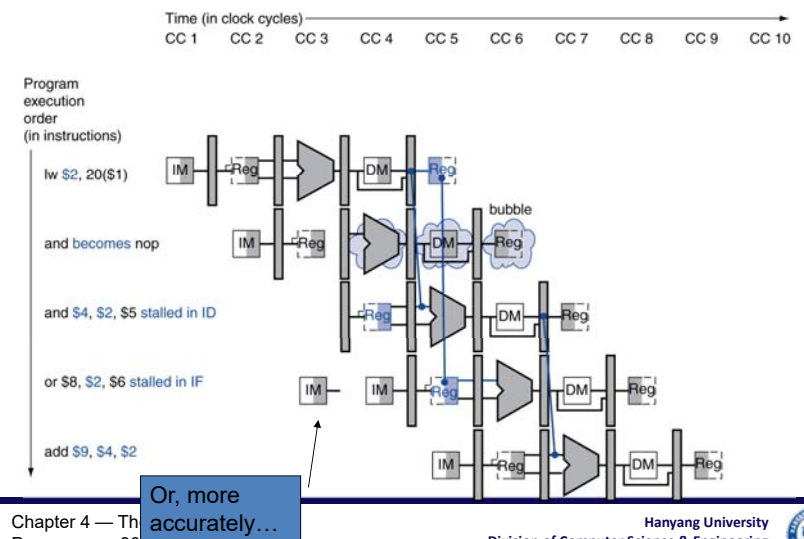 Time (in clock cycles)
CC 1 CC 2 CC 3 CC 4 CC 5 CC 6 CC 7 CC 8 CC 9 CC 10
Program
execution
order
(in instructions)
lw $2, 20($1)
IM Reg DM Reg
bubble
and becomes nop
IM Reg DM Reg
and $4, $2, $5 stalled in ID
Reg DM Reg
or $8, $2, $6 stalled in IF
IM IM Reg DM Reg
add $9, $4, $2
IM Reg DM Reg
Or, more
accurately…
Chapter 4 — Th
Hanyang University